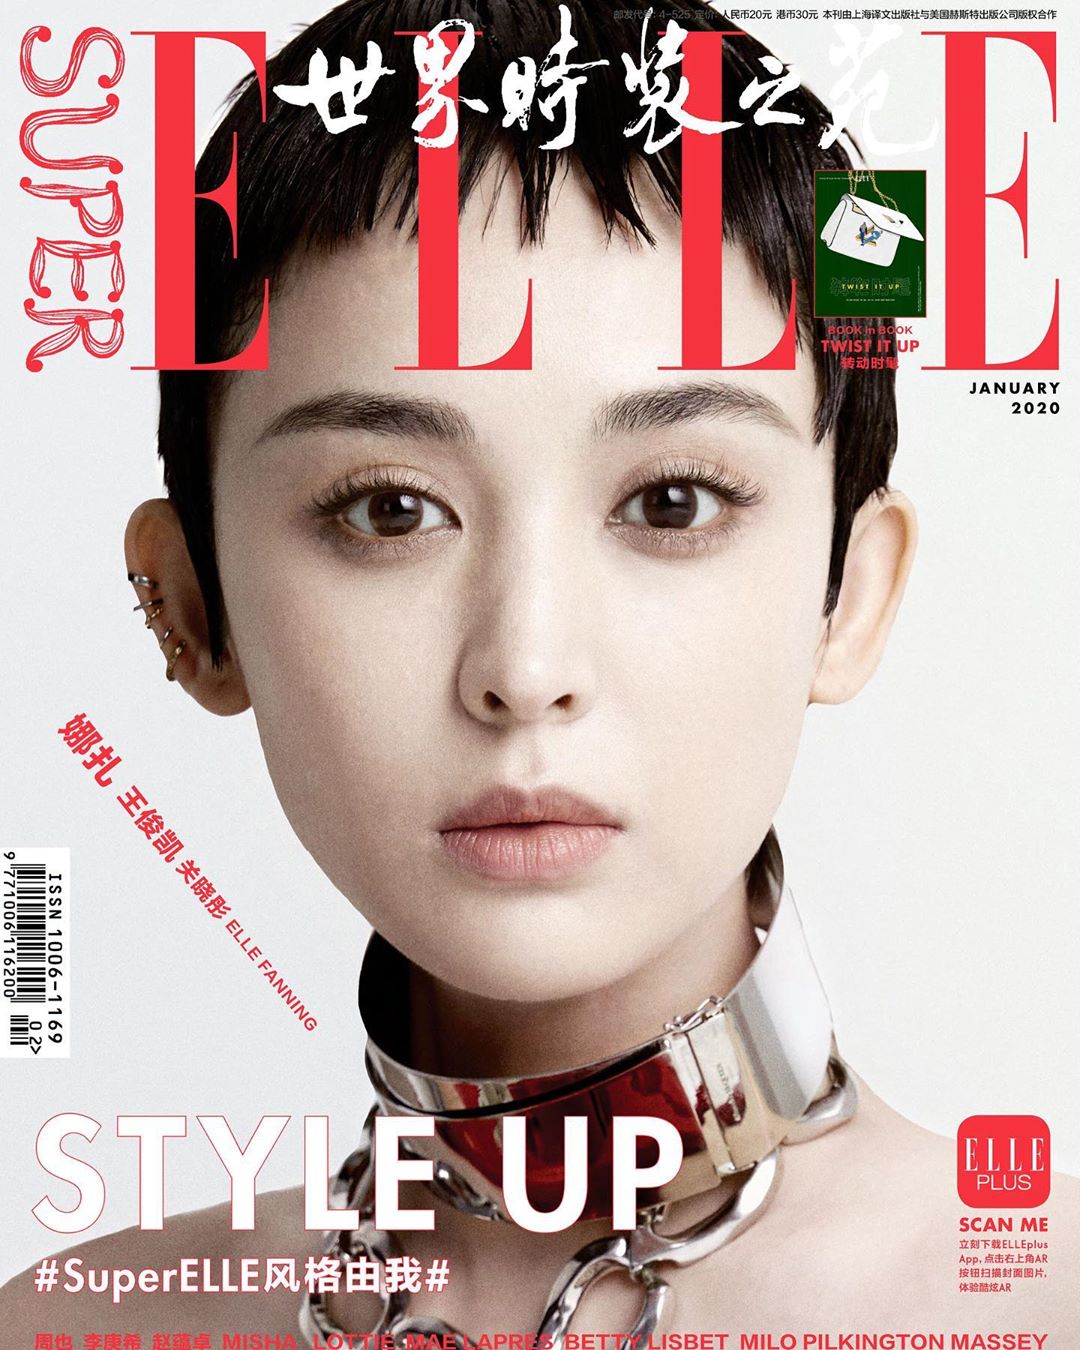 邮发代号: 4-525 定价: 人民币20元 港币30元 本刊由上海译文出版社与美国赫斯特出版公司版权合作
SUPER
ELLE
世界時装之苑
TWIST IT UP
BOOK in BOOK
TWIST IT UP
转动时髦
JANUARY
2020
娜扎 王俊凯 关晓彤 ELLE FANNING
ISSN 1006-1169
9 771006 116200
02>
STYLE UP
#SuperELLE风格由我#
ELLE
PLUS
SCAN ME
立刻下载ELLEplus
App, 点击右上角AR
按钮扫描封面图片,
体验酷炫AR
周也 李庚希 赵蕴卓 MISHA LOTTIE MAE LAPRES BETTY LISBET MILO PILKINGTON MASSEY